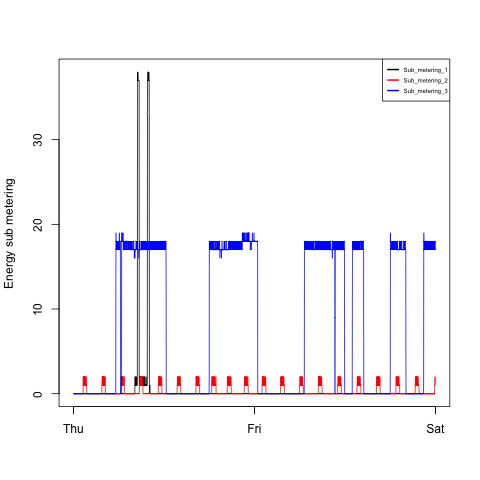 Sub_metering_1
Sub_metering_2
Sub_metering_3
Energy sub metering
30
20
10
0
Thu Fri Sat